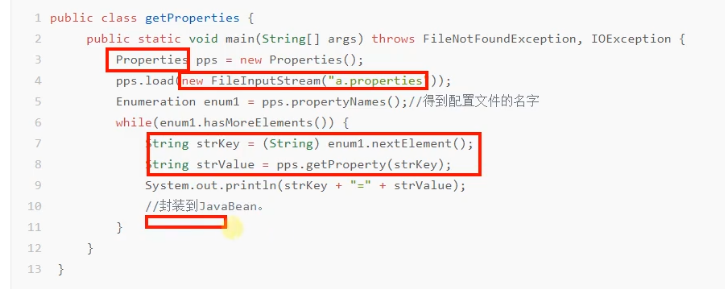 1 public class getProperties {
2 public static void main(String[] args) throws FileNotFoundException, IOException {
3 Properties pps = new Properties();
4 pps.load(new FileInputStream("a.properties"));
5 Enumeration enum1 = pps.propertyNames();//得到配置文件的名字
6 while(enum1.hasMoreElements()) {
7 String strKey = (String) enum1.nextElement();
8 String strValue = pps.getProperty(strKey);
9 System.out.println(strKey + "=" + strValue);
10 //封装到JavaBean。
11 }
12 }
13 }